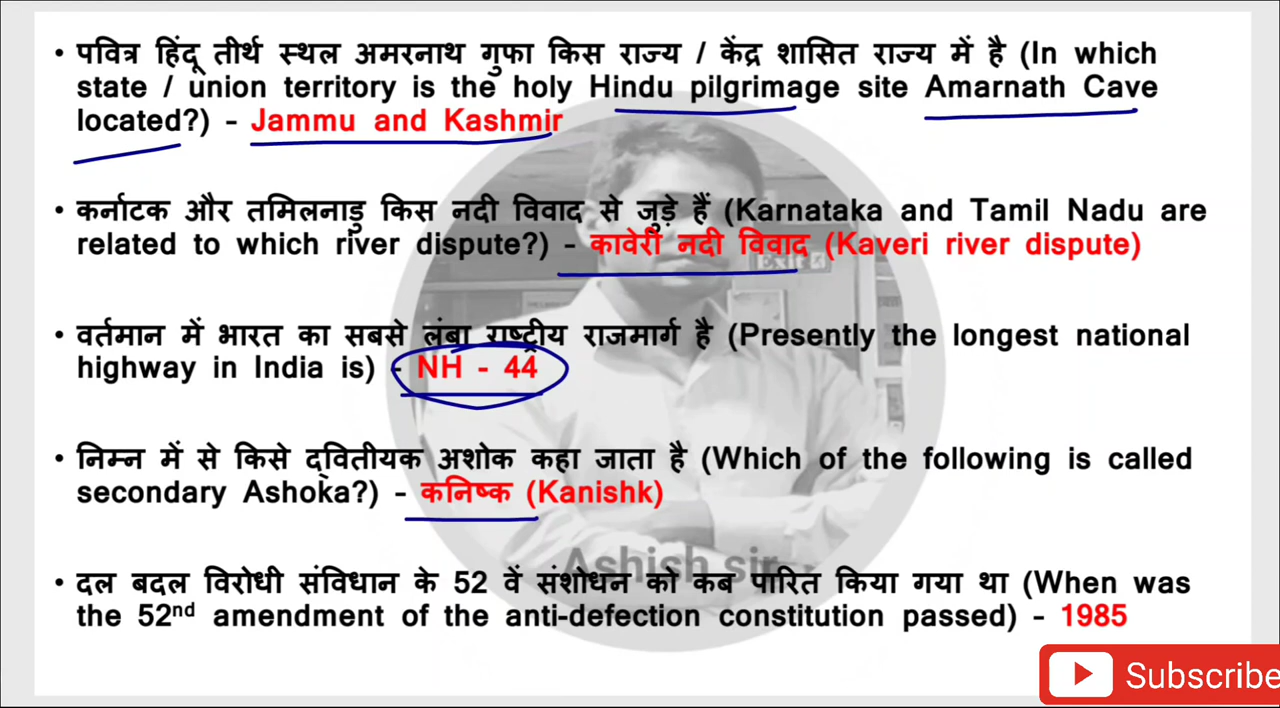 • पवित्र हिंदू तीर्थ स्थल अमरनाथ गुफा किस राज्य / केंद्र शासित राज्य में है (In which
state / union territory is the holy Hindu pilgrimage site Amarnath Cave
located?) – Jammu and Kashmir
• कर्नाटक और तमिलनाडु किस नदी विवाद से जुड़े हैं (Karnataka and Tamil Nadu are
related to which river dispute?) – कावेरी नदी विवाद (Kaveri river dispute)
Exit
• वर्तमान में भारत का सबसे लंबा राष्ट्रीय राजमार्ग है (Presently the longest national
highway in India is) - NH - 44
• निम्न में से किसे द्वितीयक अशोक कहा जाता है (Which of the following is called
secondary Ashoka?) – कनिष्क (Kanishk)
Ashish sir
• दल बदल विरोधी संविधान के 52 वें संशोधन को कब पारित किया गया था (When was
the 52nd amendment of the anti-defection constitution passed) – 1985
Subscribe